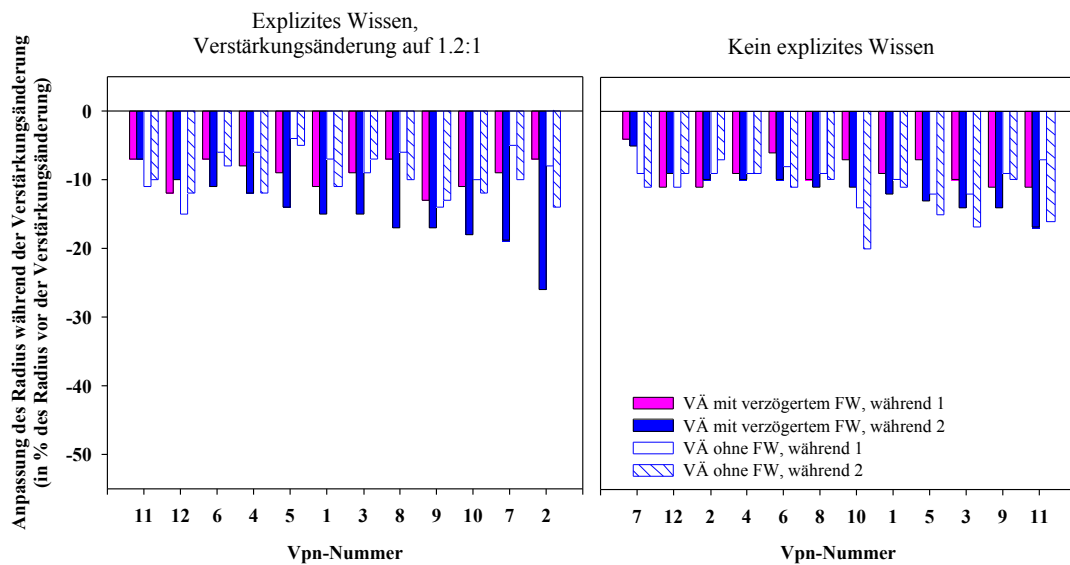 Explizites Wissen,
Verstärkungsänderung auf 1.2:1
Kein explizites Wissen
Anpassung des Radius während der Verstärkungsänderung
(in % des Radius vor der Verstärkungsänderung)
0
-10
-20
-30
-40
-50
VÄ mit verzögertem FW, während 1
VÄ mit verzögertem FW, während 2
VÄ ohne FW, während 1
VÄ ohne FW, während 2
11 12 6 4 5 1 3 8 9 10 7 2
7 12 2 4 6 8 10 1 5 3 9 11
Vpn-Nummer
Vpn-Nummer